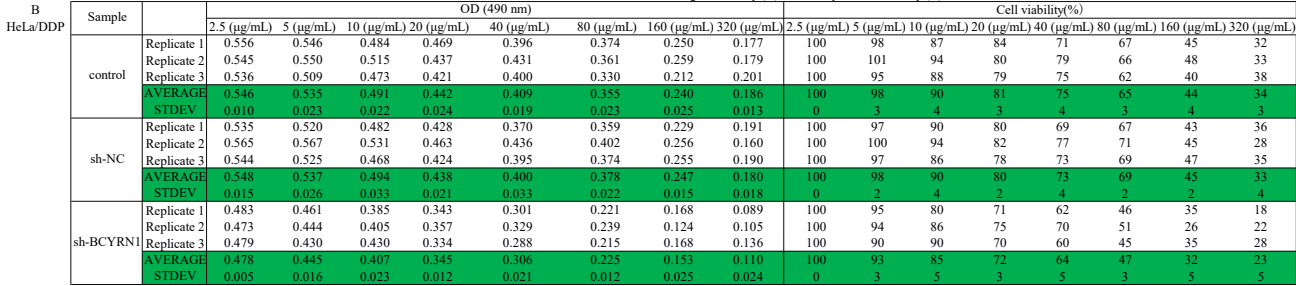 B
HeLa/DDP
Sample OD (490 nm) Cell viability(%)
2.5 (μg/mL) 5 (μg/mL) 10 (μg/mL) 20 (μg/mL) 40 (μg/mL) 80 (μg/mL) 160 (μg/mL) 320 (μg/mL) 2.5 (μg/mL) 5 (μg/mL) 10 (μg/mL) 20 (μg/mL) 40 (μg/mL) 80 (μg/mL) 160 (μg/mL) 320 (μg/mL)
control
Replicate 1 0.556 0.546 0.484 0.469 0.396 0.374 0.250 0.177 100 98 87 84 71 67 45 32
Replicate 2 0.545 0.550 0.515 0.437 0.431 0.361 0.259 0.179 100 101 94 80 79 66 48 33
Replicate 3 0.536 0.509 0.473 0.421 0.400 0.330 0.212 0.201 100 95 88 79 75 62 40 38
AVERAGE 0.546 0.535 0.491 0.442 0.409 0.355 0.240 0.186 100 98 90 81 75 65 44 34
STDEV 0.010 0.023 0.022 0.024 0.019 0.023 0.025 0.013 0 3 4 3 4 3 4 3
sh-NC
Replicate 1 0.535 0.520 0.482 0.428 0.370 0.359 0.229 0.191 100 97 90 80 69 67 43 36
Replicate 2 0.565 0.567 0.531 0.463 0.436 0.402 0.256 0.160 100 100 94 82 77 71 45 28
Replicate 3 0.544 0.525 0.468 0.424 0.395 0.374 0.255 0.190 100 97 86 78 73 69 47 35
AVERAGE 0.548 0.537 0.494 0.438 0.400 0.378 0.247 0.180 100 98 90 80 73 69 45 33
STDEV 0.015 0.026 0.033 0.021 0.033 0.022 0.015 0.018 0 2 4 2 4 2 2 4
sh-BCYRN1
Replicate 1 0.483 0.461 0.385 0.343 0.301 0.221 0.168 0.089 100 95 80 71 62 46 35 18
Replicate 2 0.473 0.444 0.405 0.357 0.329 0.239 0.124 0.105 100 94 86 75 70 51 26 22
Replicate 3 0.479 0.430 0.430 0.334 0.288 0.215 0.168 0.136 100 90 90 70 60 45 35 28
AVERAGE 0.478 0.445 0.407 0.345 0.306 0.225 0.153 0.110 100 93 85 72 64 47 32 23
STDEV 0.005 0.016 0.023 0.012 0.021 0.012 0.025 0.024 0 3 5 3 5 3 5 5